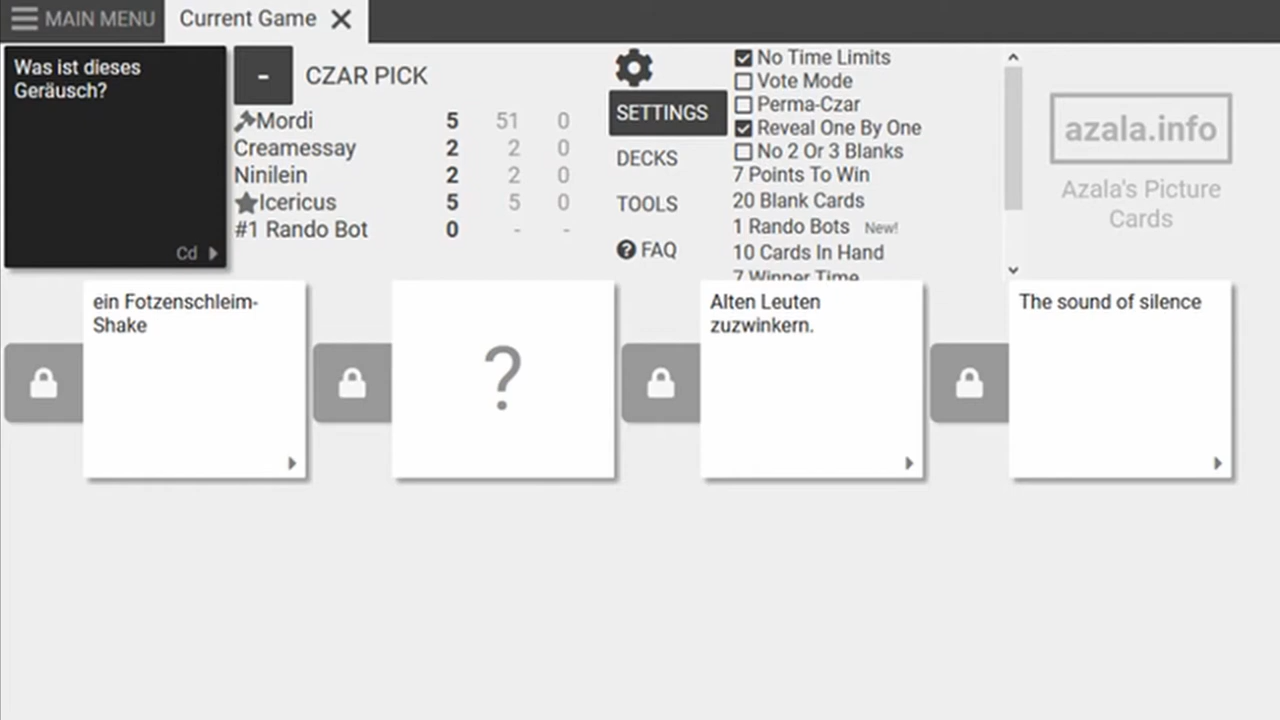 MAIN MENU
Current Game
Was ist dieses
Geräusch?
Cd
-
CZAR PICK
Mordi 5 51 0
Creamessay 2 2 0
Ninilein 2 2 0
Icericus 5 5 0
#1 Rando Bot 0 - -
SETTINGS
DECKS
TOOLS
? FAQ
No Time Limits
Vote Mode
Perma-Czar
Reveal One By One
No 2 Or 3 Blanks
7 Points To Win
20 Blank Cards
1 Rando Bots New!
10 Cards In Hand
7 Winner Time
azala.info
Azala's Picture
Cards
ein Fotzenschleim-
Shake
?
Alten Leuten
zuzwinkern.
The sound of silence